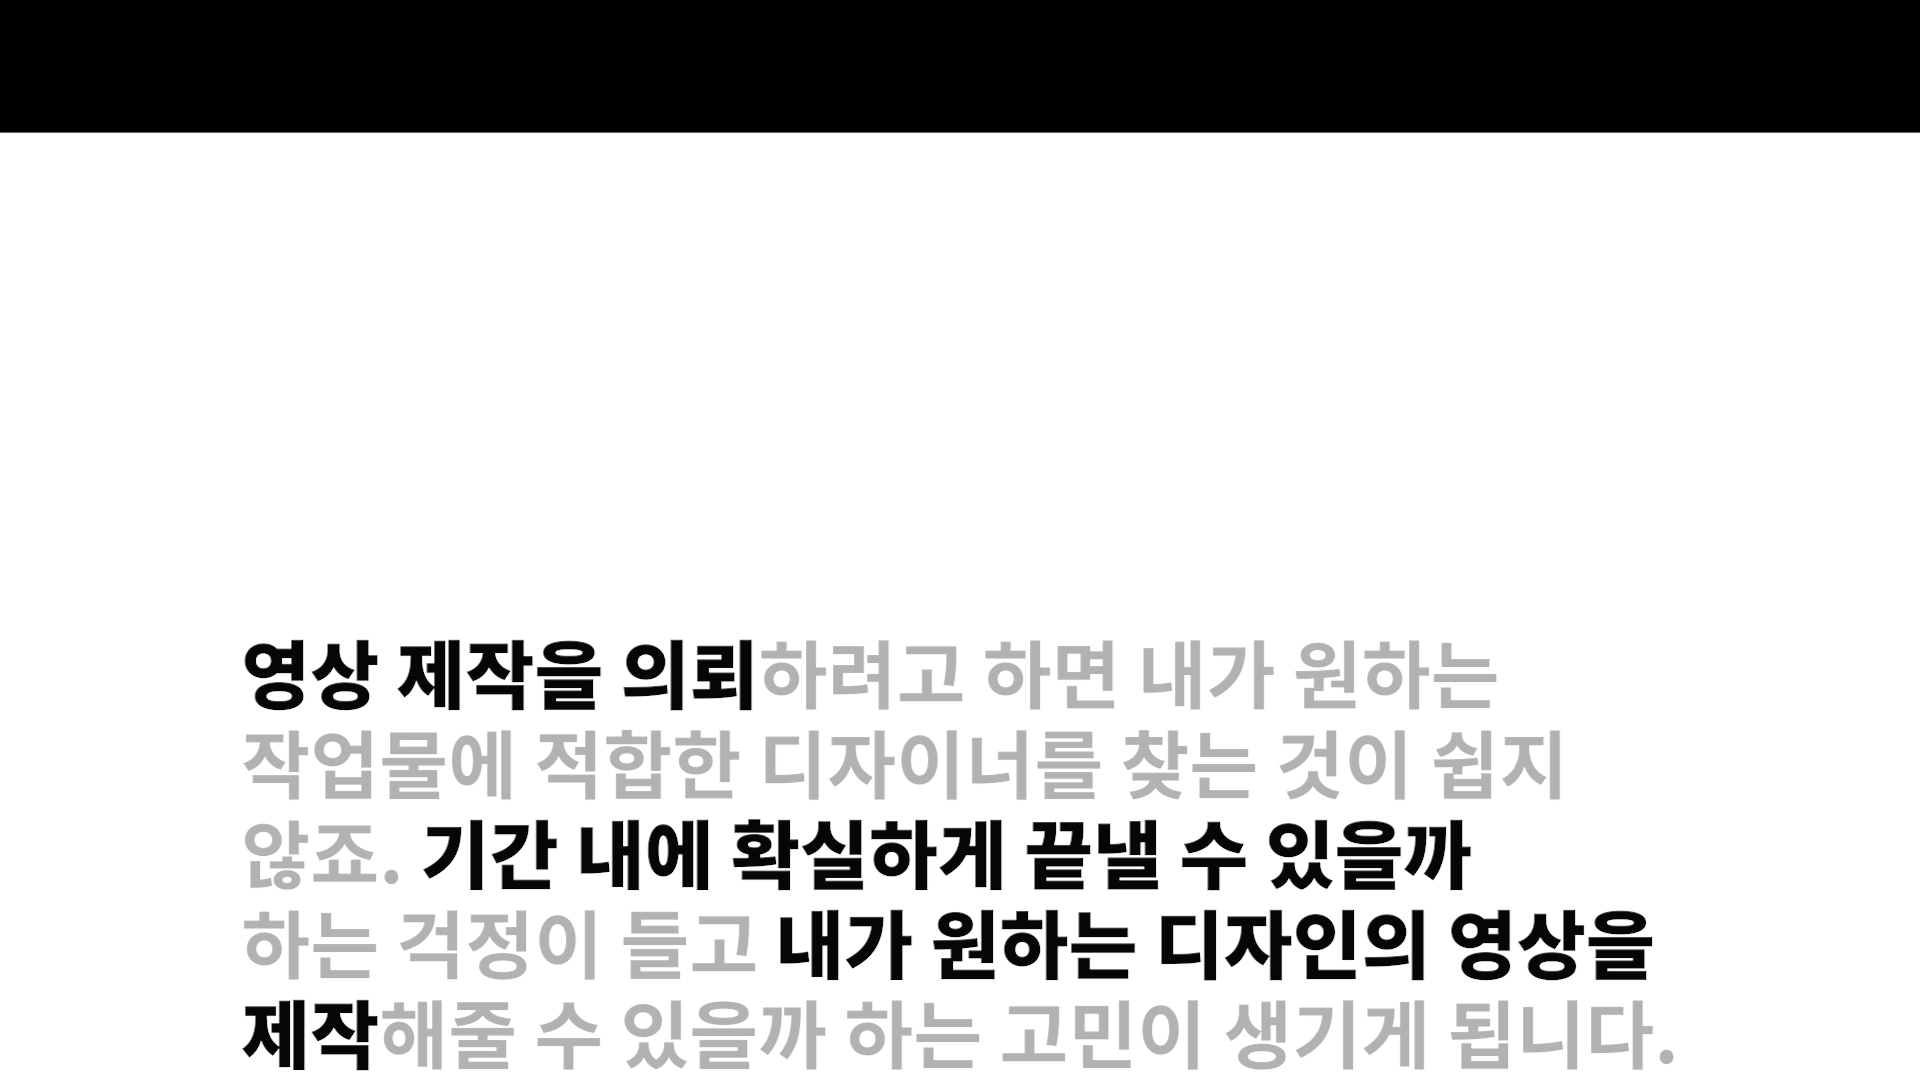 영상 제작을 의뢰하려고 하면 내가 원하는
작업물에 적합한 디자이너를 찾는 것이 쉽지
않죠. 기간 내에 확실하게 끝낼 수 있을까
하는 걱정이 들고 내가 원하는 디자인의 영상을
제작해줄 수 있을까 하는 고민이 생기게 됩니다.